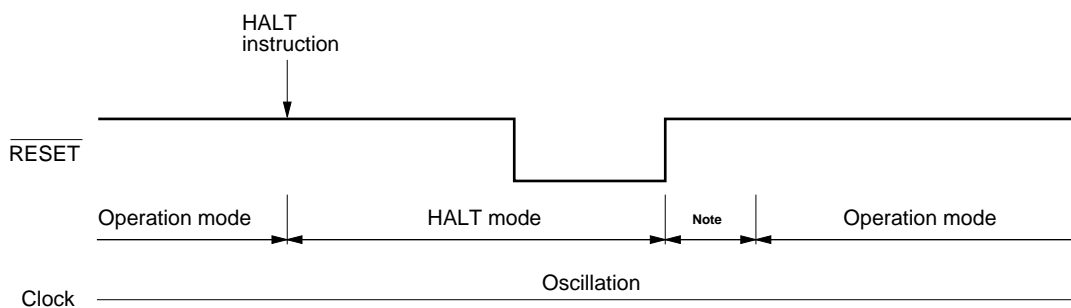 HALT
instruction
RESET
Operation mode
HALT mode
Note
Operation mode
Oscillation
Clock